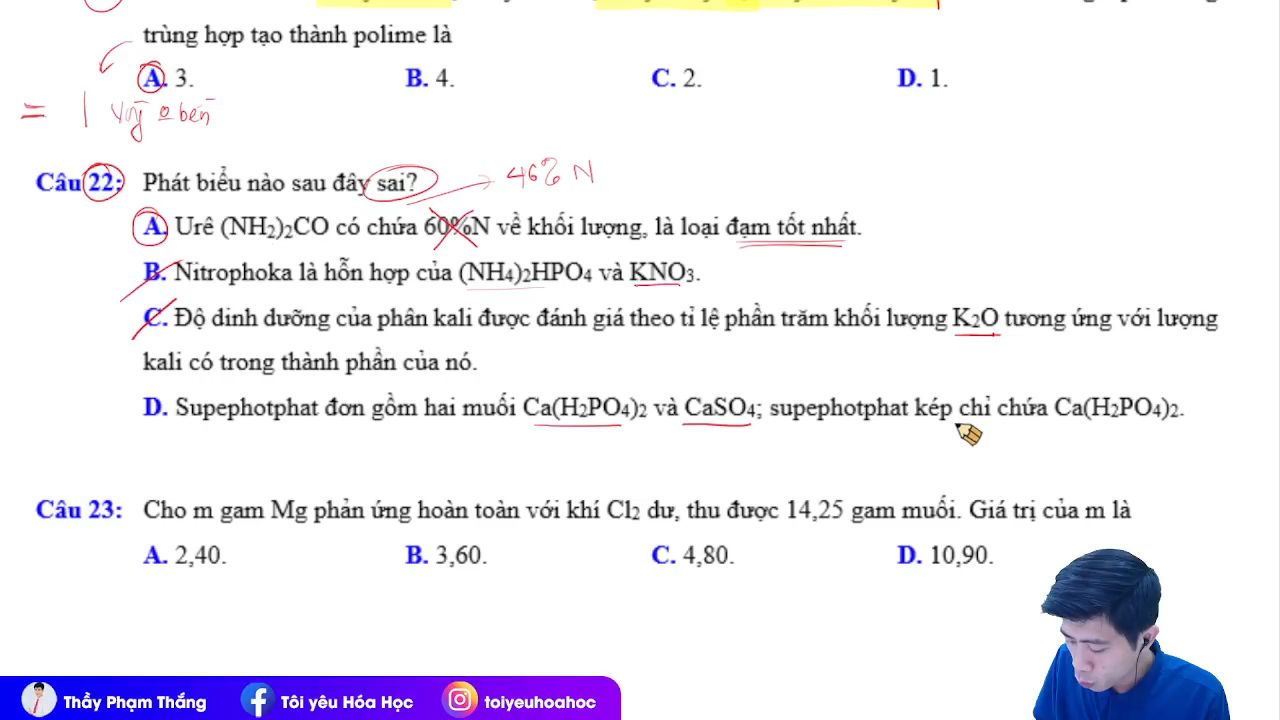 trùng hợp tạo thành polime là
A. 3. B. 4. C. 2. D. 1.
= 1 vòng bền
Câu 22: Phát biểu nào sau đây sai? 46% N
A. Urê (NH2)2CO có chứa 60%N về khối lượng, là loại đạm tốt nhất.
B. Nitrophoka là hỗn hợp của (NH4)2HPO4 và KNO3.
C. Độ dinh dưỡng của phân kali được đánh giá theo tỉ lệ phần trăm khối lượng K2O tương ứng với lượng
kali có trong thành phần của nó.
D. Supephotphat đơn gồm hai muối Ca(H2PO4)2 và CaSO4; supephotphat kép chỉ chứa Ca(H2PO4)2.
Câu 23: Cho m gam Mg phản ứng hoàn toàn với khí Cl2 dư, thu được 14,25 gam muối. Giá trị của m là
A. 2,40. B. 3,60. C. 4,80. D. 10,90.
Thầy Phạm Thắng Tôi yêu Hóa Học toiyeuhoahoc